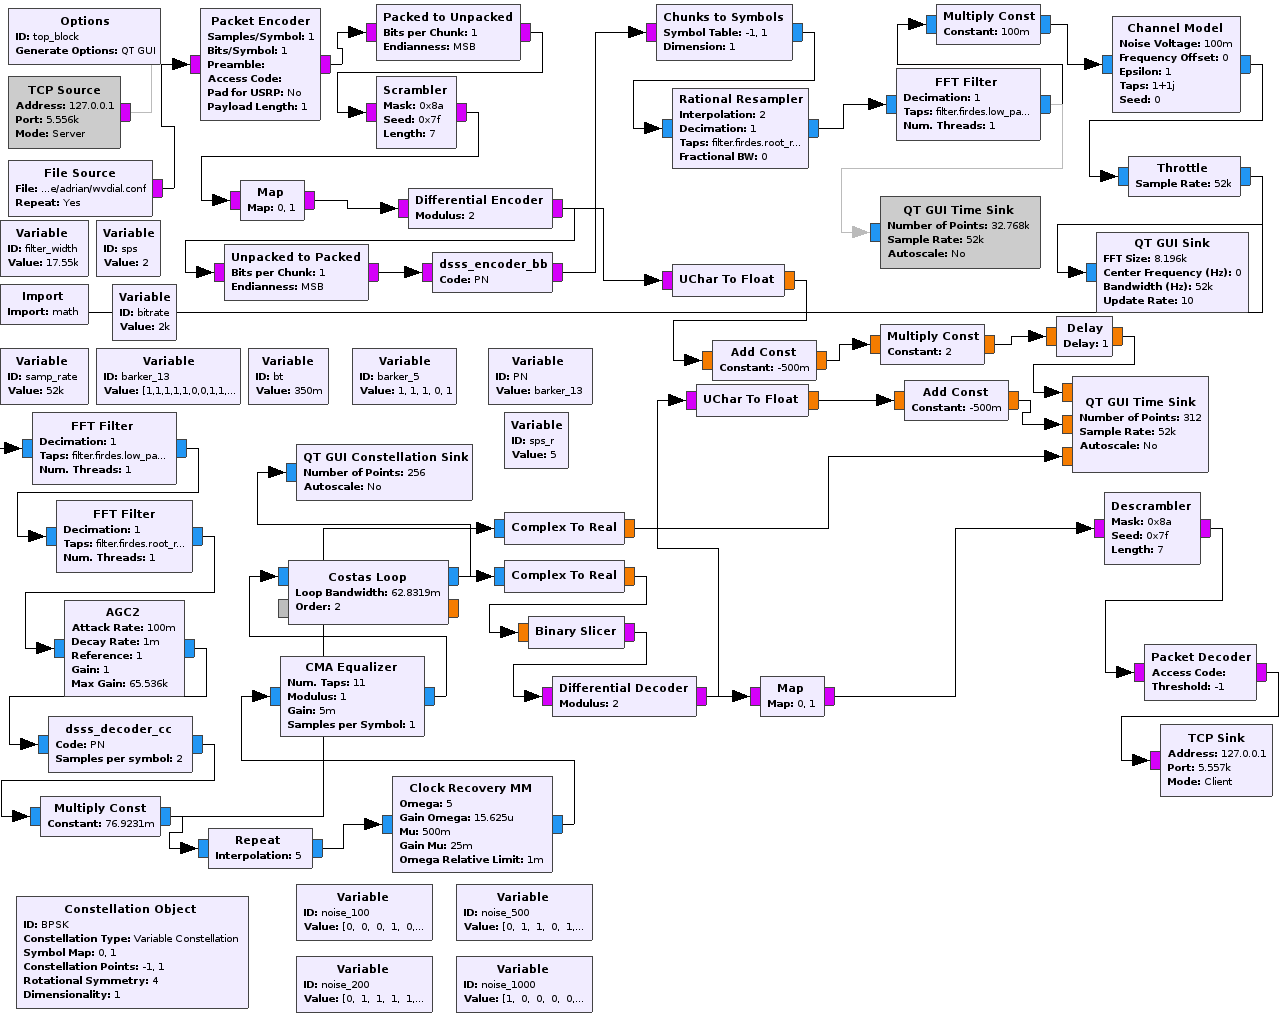 Options
ID: top_block
Generate Options: QT GUI
TCP Source
Address: 127.0.0.1
Port: 5.556k
Mode: Server
File Source
File: ...e/adrian/wvdial.conf
Repeat: Yes
Packet Encoder
Samples/Symbol: 1
Bits/Symbol: 1
Preamble:
Access Code:
Pad for USRP: No
Payload Length: 1
Packed to Unpacked
Bits per Chunk: 1
Endianness: MSB
Scrambler
Mask: 0x8a
Seed: 0x7f
Length: 7
Map
Map: 0, 1
Differential Encoder
Modulus: 2
Unpacked to Packed
Bits per Chunk: 1
Endianness: MSB
dsss_encoder_bb
Code: PN
Chunks to Symbols
Symbol Table: -1, 1
Dimension: 1
Rational Resampler
Interpolation: 2
Decimation: 1
Taps: filter.firdes.root_r...
Fractional BW: 0
Multiply Const
Constant: 100m
FFT Filter
Decimation: 1
Taps: filter.firdes.low_pa...
Num. Threads: 1
Channel Model
Noise Voltage: 100m
Frequency Offset: 0
Epsilon: 1
Taps: 1+1j
Seed: 0
Throttle
Sample Rate: 52k
QT GUI Time Sink
Number of Points: 32.768k
Sample Rate: 52k
Autoscale: No
QT GUI Sink
FFT Size: 8.196k
Center Frequency (Hz): 0
Bandwidth (Hz): 52k
Update Rate: 10
Variable
ID: filter_width
Value: 17.55k
Variable
ID: sps
Value: 2
Import
Import: math
Variable
ID: bitrate
Value: 2k
UChar To Float
Add Const
Constant: -500m
Multiply Const
Constant: 2
Delay
Delay: 1
Variable
ID: samp_rate
Value: 52k
Variable
ID: barker_13
Value: [1,1,1,1,1,0,0,1,1,...
Variable
ID: bt
Value: 350m
Variable
ID: barker_5
Value: 1, 1, 1, 0, 1
Variable
ID: PN
Value: barker_13
UChar To Float
Add Const
Constant: -500m
QT GUI Time Sink
Number of Points: 312
Sample Rate: 52k
Autoscale: No
Variable
ID: sps_r
Value: 5
FFT Filter
Decimation: 1
Taps: filter.firdes.low_pa...
Num. Threads: 1
QT GUI Constellation Sink
Number of Points: 256
Autoscale: No
FFT Filter
Decimation: 1
Taps: filter.firdes.root_r...
Num. Threads: 1
Complex To Real
Descrambler
Mask: 0x8a
Seed: 0x7f
Length: 7
Costas Loop
Loop Bandwidth: 62.8319m
Order: 2
Complex To Real
AGC2
Attack Rate: 100m
Decay Rate: 1m
Reference: 1
Gain: 1
Max Gain: 65.536k
Binary Slicer
CMA Equalizer
Num. Taps: 11
Modulus: 1
Gain: 5m
Samples per Symbol: 1
Differential Decoder
Modulus: 2
Map
Map: 0, 1
Packet Decoder
Access Code:
Threshold: -1
dsss_decoder_cc
Code: PN
Samples per symbol: 2
TCP Sink
Address: 127.0.0.1
Port: 5.557k
Mode: Client
Multiply Const
Constant: 76.9231m
Repeat
Interpolation: 5
Clock Recovery MM
Omega: 5
Gain Omega: 15.625u
Mu: 500m
Gain Mu: 25m
Omega Relative Limit: 1m
Constellation Object
ID: BPSK
Constellation Type: Variable Constellation
Symbol Map: 0, 1
Constellation Points: -1, 1
Rotational Symmetry: 4
Dimensionality: 1
Variable
ID: noise_100
Value: [0, 0, 0, 1, 0,...
Variable
ID: noise_500
Value: [0, 1, 1, 0, 1,...
Variable
ID: noise_200
Value: [0, 1, 1, 1, 1,...
Variable
ID: noise_1000
Value: [1, 0, 0, 0, 0,...